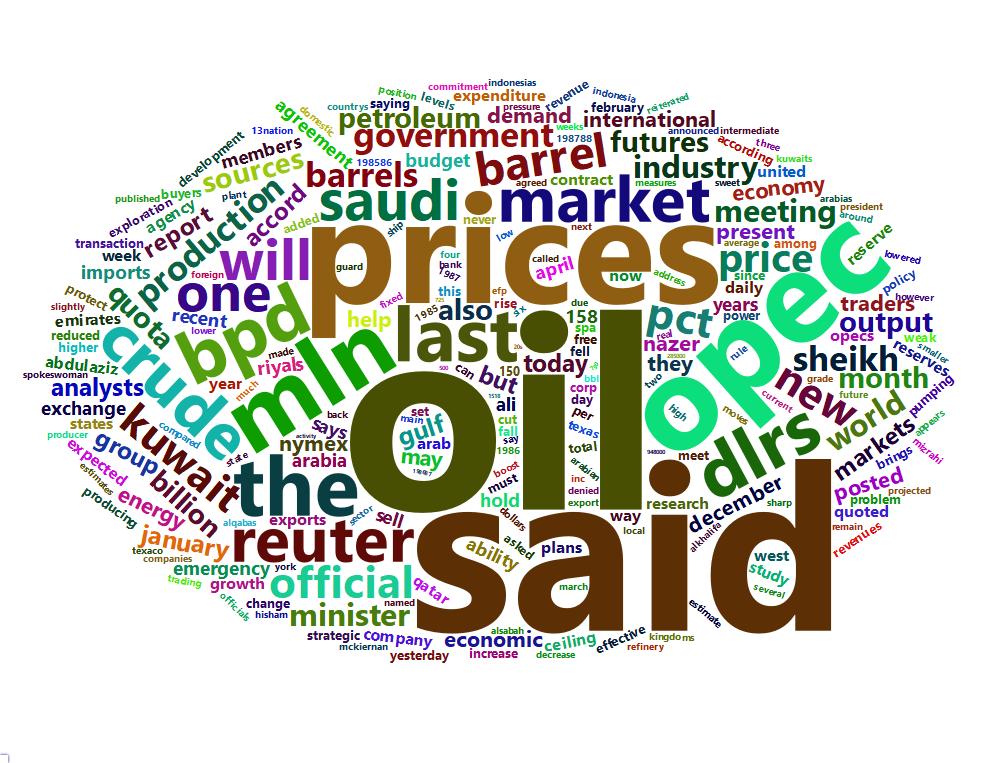 oil
said
prices
opec
mln
the
last
bpd
crude
market
saudi
dlrs
kuwait
reuter
one
will
new
barrel
official
production
pct
price
sheikh
government
industry
meeting
world
billion
minister
petroleum
international
futures
demand
barrels
sources
members
agreement
report
accord
quota
january
december
economic
month
output
markets
posted
traders
present
economy
budget
expenditure
revenue
indonesias
commitment
indonesia
reiterated
position
levels
pressure
february
saying
countrys
domestic
weeks
198788
announced
intermediate
three
according
kuwaits
united
13nation
198586
agreed
contract
measures
sweet
development
published
buyers
plant
agency
exploration
added
never
next
low
ship
arabias
president
around
average
among
reserve
lowered
transaction
week
imports
foreign
guard
four
bank
1987
called
april
now
address
since
daily
policy
however
protect
slightly
emirates
reduced
higher
recent
lower
help
fixed
this
1985
725
also
efp
rise
six
due
158
spa
free
fell
real
285000
nazer
they
years
power
opecs
rule
weak
smaller
reserves
abdulaziz
spokeswoman
analysts
year
riyals
made
much
today
150
20s
but
can
500
1518
ali
bbl
corp
day
two
high
moves
current
grade
future
pumping
exchange
states
producer
compared
says
back
set
main
gulf
arab
may
198687
cut
fall
say
1986
per
texas
total
meet
948000
appears
mizrahi
brings
expected
group
estimates
nymex
activity
arabia
state
boost
must
arabian
inc
denied
export
hold
research
sharp
problem
projected
producing
energy
alqabas
exports
sector
sell
dollars
asked
way
local
alkhalifa
quoted
remain
revenues
texaco
companies
emergency
york
growth
trading
officials
change
hisham
named
qatar
ability
plans
march
west
study
several
estimate
strategic
mckiernan
company
yesterday
increase
alsabah
decrease
ceiling
effective
refinery
kingdoms